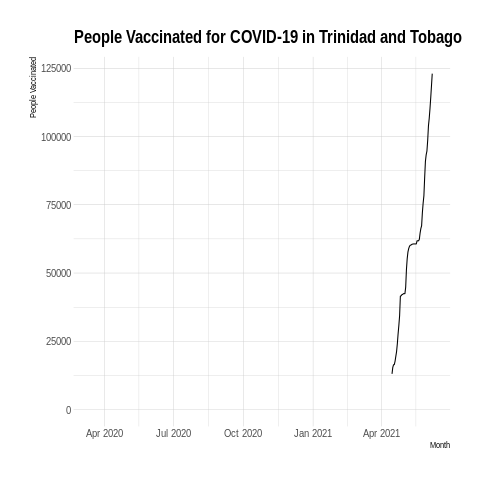 People Vaccinated for COVID-19 in Trinidad and Tobago
People Vaccinated
125000
100000
75000
50000
25000
0
Apr 2020 Jul 2020 Oct 2020 Jan 2021 Apr 2021
Month